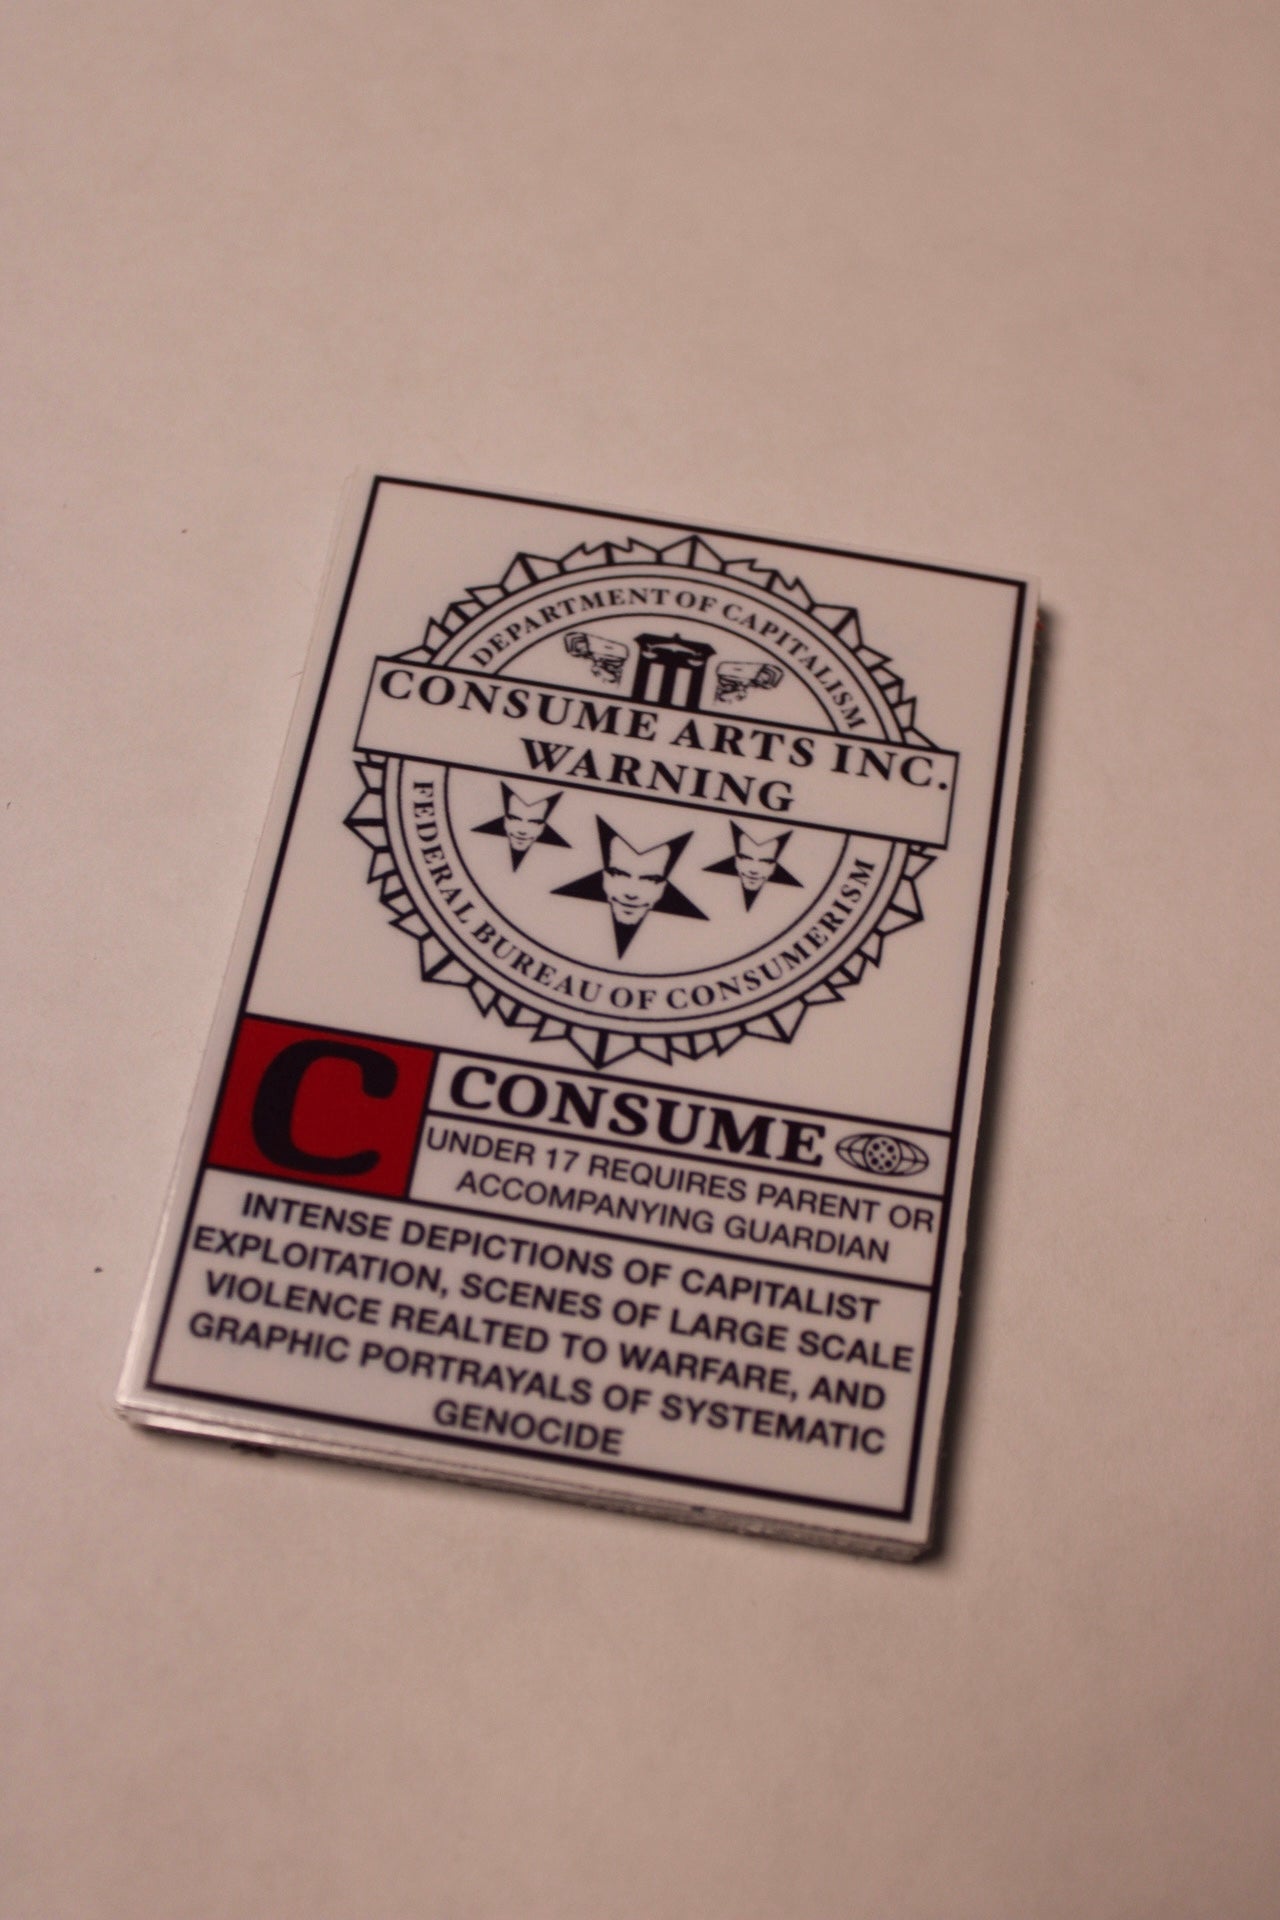 DEPARTMENT OF CAPITALISM
CONSUME ARTS INC.
WARNING
FEDERAL BUREAU OF CONSUMERISM
C
CONSUME
UNDER 17 REQUIRES PARENT OR
ACCOMPANYING GUARDIAN
INTENSE DEPICTIONS OF CAPITALIST
EXPLOITATION, SCENES OF LARGE SCALE
VIOLENCE REALTED TO WARFARE, AND
GRAPHIC PORTRAYALS OF SYSTEMATIC
GENOCIDE